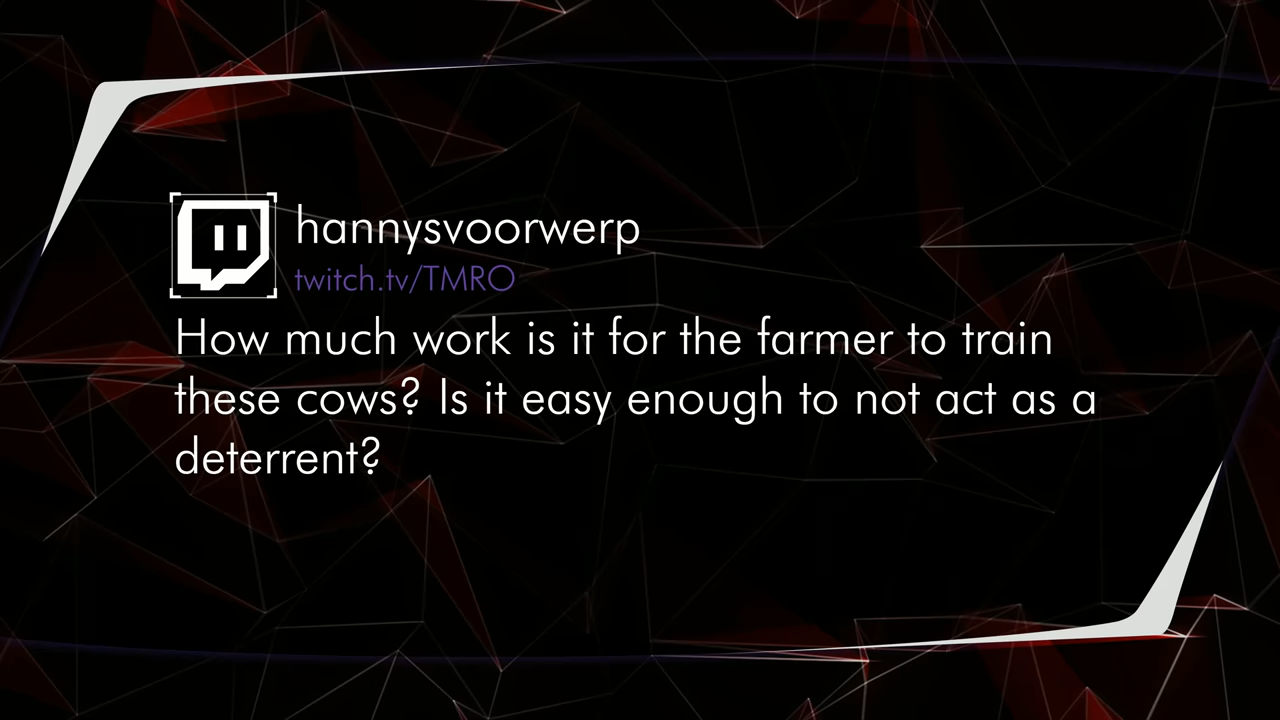 hannysvoorwerp
twitch.tv/TMRO
How much work is it for the farmer to train
these cows? Is it easy enough to not act as a
deterrent?